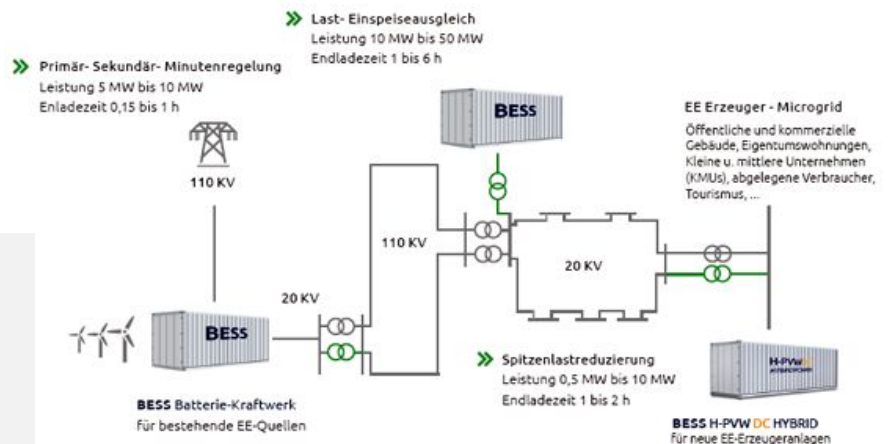 Last- Einspeiseausgleich
Leistung 10 MW bis 50 MW
Endladezeit 1 bis 6 h
Primär- Sekundär- Minutenregelung
Leistung 5 MW bis 10 MW
Enladezeit 0,15 bis 1 h
BESS
EE Erzeuger - Microgrid
Öffentliche und kommerzielle
Gebäude, Eigentumswohnungen,
Kleine u. mittlere Unternehmen
(KMUs), abgelegene Verbraucher,
Tourismus, ...
110 KV
110 KV
20 KV
20 KV
BESS
Spitzenlastreduzierung
Leistung 0,5 MW bis 10 MW
Endladezeit 1 bis 2 h
H-PVW DC
HYBRIDPOWER
BESS Batterie-Kraftwerk
für bestehende EE-Quellen
BESS H-PVW DC HYBRID
für neue EE-Erzeugeranlagen